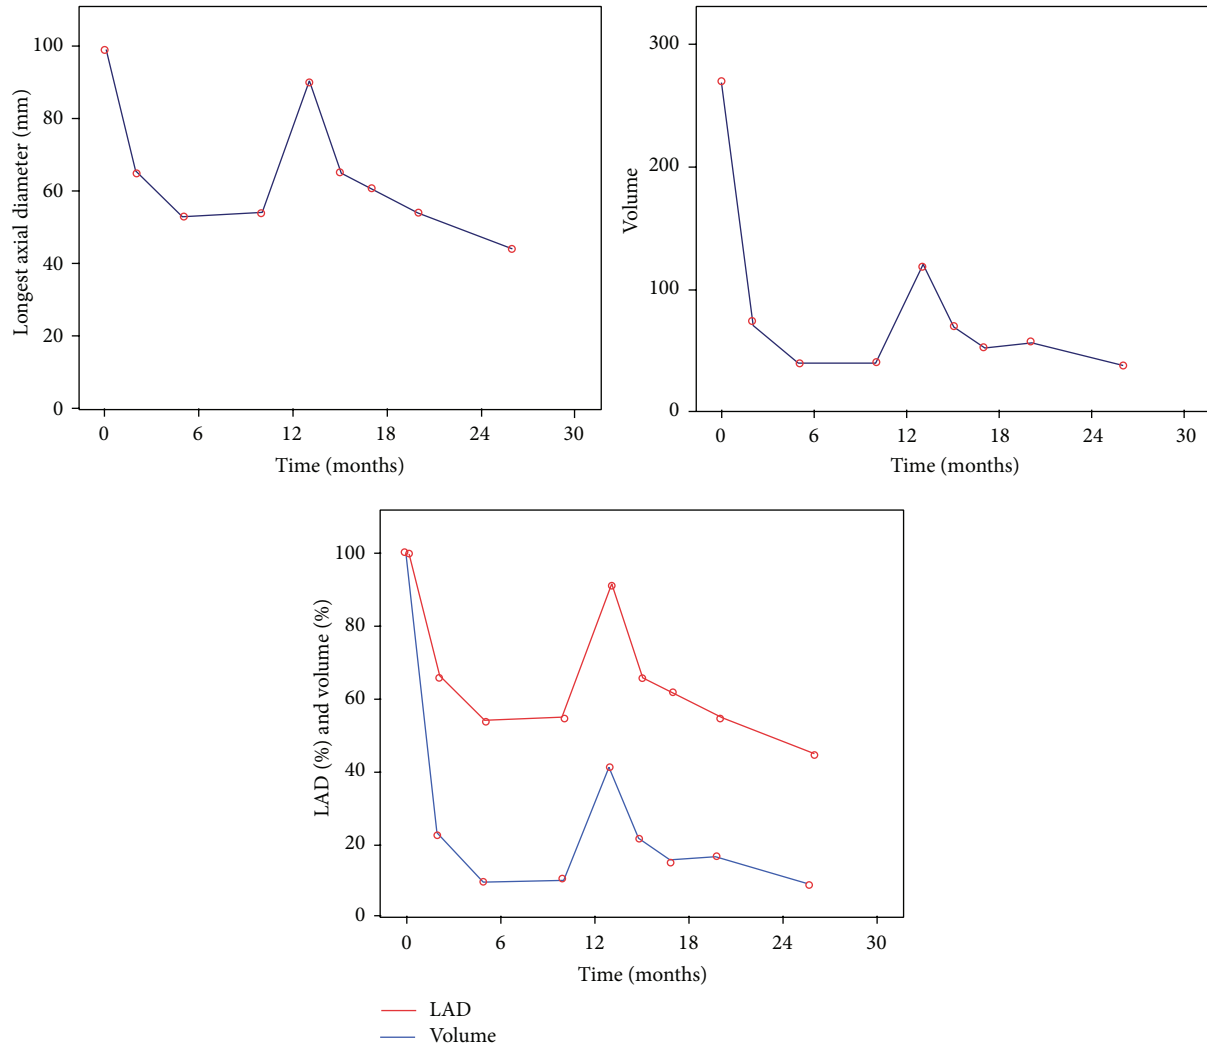 Longest axial diameter (mm)
100
80
60
40
20
0
0 6 12 18 24 30
Time (months)
Volume
300
200
100
0
0 6 12 18 24 30
Time (months)
LAD (%) and volume (%)
100
80
60
40
20
0
0 6 12 18 24 30
Time (months)
LAD
Volume